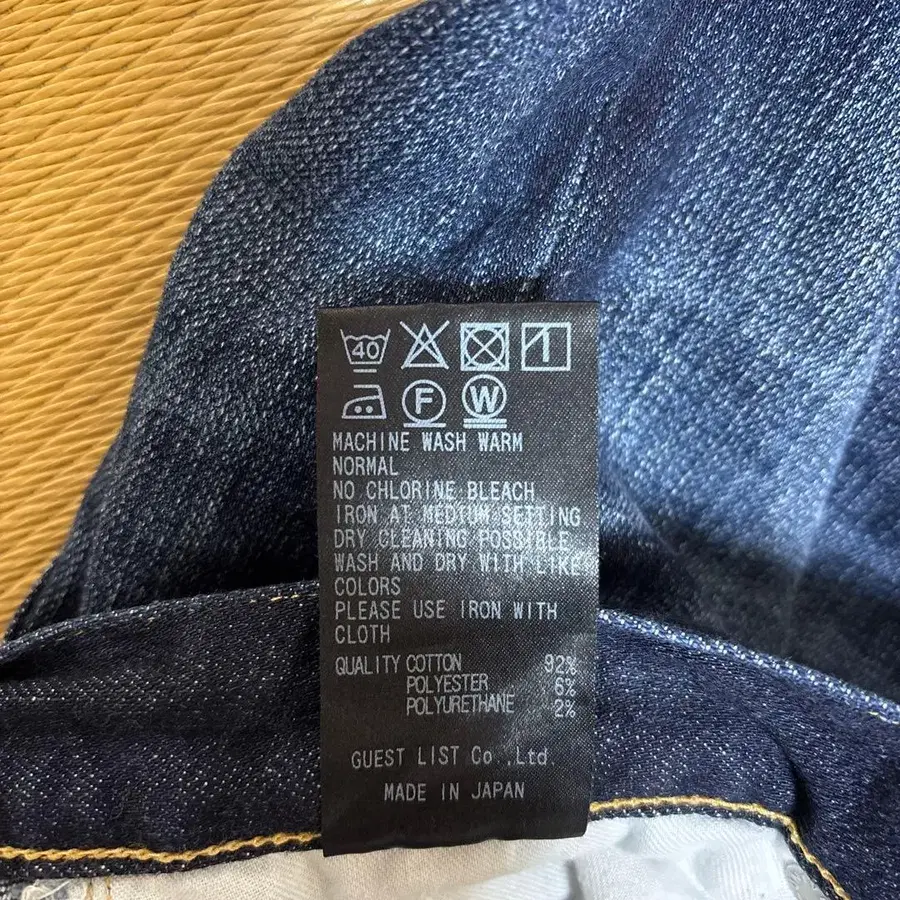 40
F W
MACHINE WASH WARM
NORMAL
NO CHLORINE BLEACH
IRON AT MEDIUM SETTING
DRY CLEANING POSSIBLE
WASH AND DRY WITH LIKE
COLORS
PLEASE USE IRON WITH
CLOTH
QUALITY COTTON 92%
POLYESTER 6%
POLYURETHANE 2%
GUEST LIST Co .Ltd.
MADE IN JAPAN